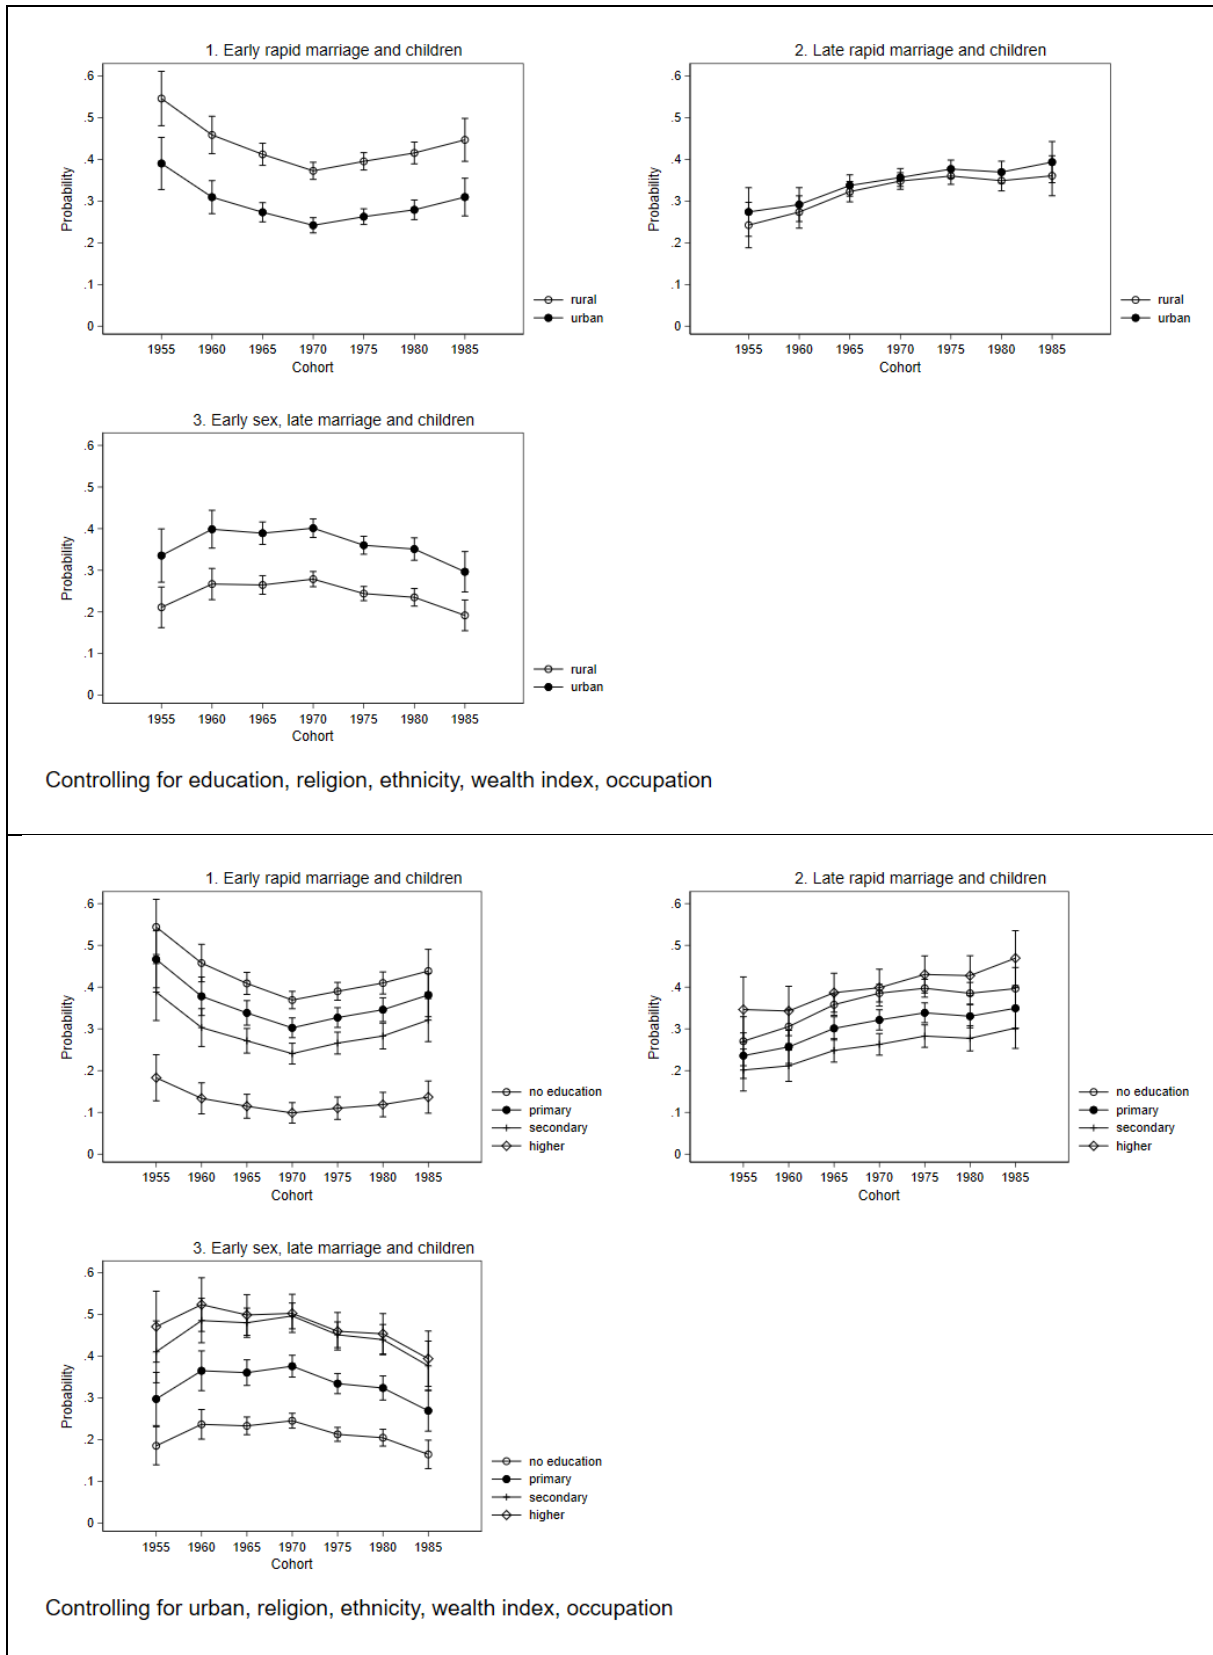 1. Early rapid marriage and children
.6
.5
.4
.3
.2
.1
0
Probability
1955 1960 1965 1970 1975 1980 1985
Cohort
rural
urban
2. Late rapid marriage and children
.6
.5
.4
.3
.2
.1
0
Probability
1955 1960 1965 1970 1975 1980 1985
Cohort
rural
urban
3. Early sex, late marriage and children
.6
.5
.4
.3
.2
.1
0
Probability
1955 1960 1965 1970 1975 1980 1985
Cohort
rural
urban
Controlling for education, religion, ethnicity, wealth index, occupation
1. Early rapid marriage and children
.6
.5
.4
.3
.2
.1
0
Probability
1955 1960 1965 1970 1975 1980 1985
Cohort
no education
primary
secondary
higher
2. Late rapid marriage and children
.6
.5
.4
.3
.2
.1
0
Probability
1955 1960 1965 1970 1975 1980 1985
Cohort
no education
primary
secondary
higher
3. Early sex, late marriage and children
.6
.5
.4
.3
.2
.1
0
Probability
1955 1960 1965 1970 1975 1980 1985
Cohort
no education
primary
secondary
higher
Controlling for urban, religion, ethnicity, wealth index, occupation